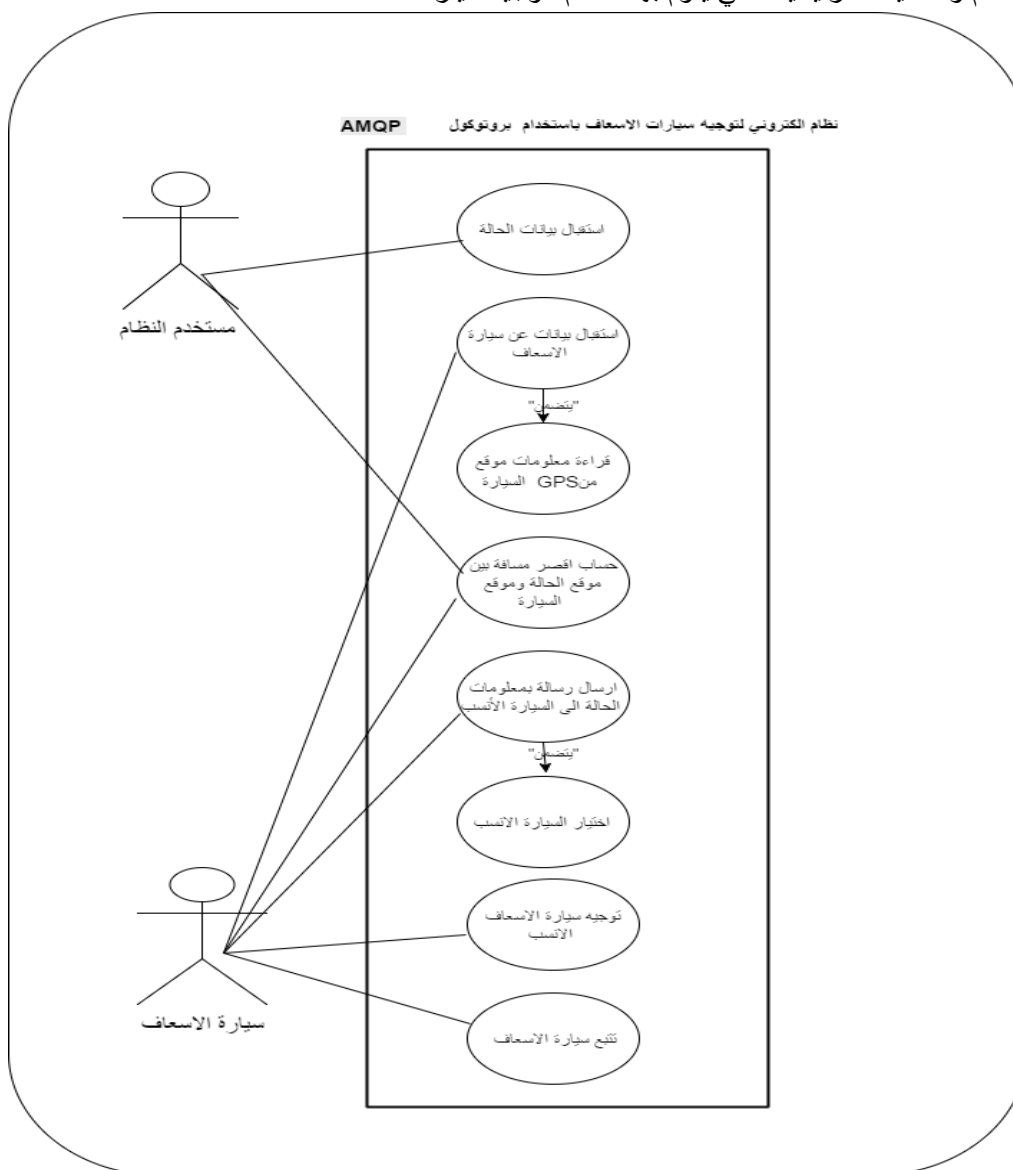 نظام الكتروني لتوجيه سيارات الاسعاف باستخدام بروتوكول AMQP
استقبال بيانات الحالة
مستخدم النظام
استقبال بيانات عن سيارة
الاسعاف
"يتضمن"
قراءة معلومات موقع
السيارة GPSمن
حساب اقصر مسافة بين
موقع الحالة وموقع
السيارة
ارسال رسالة بمعلومات
الحالة الى السيارة الأنسب
"يتضمن"
اختيار السيارة الانسب
توجيه سيارة الاسعاف
الانسب
سيارة الاسعاف
تتبع سيارة الاسعاف